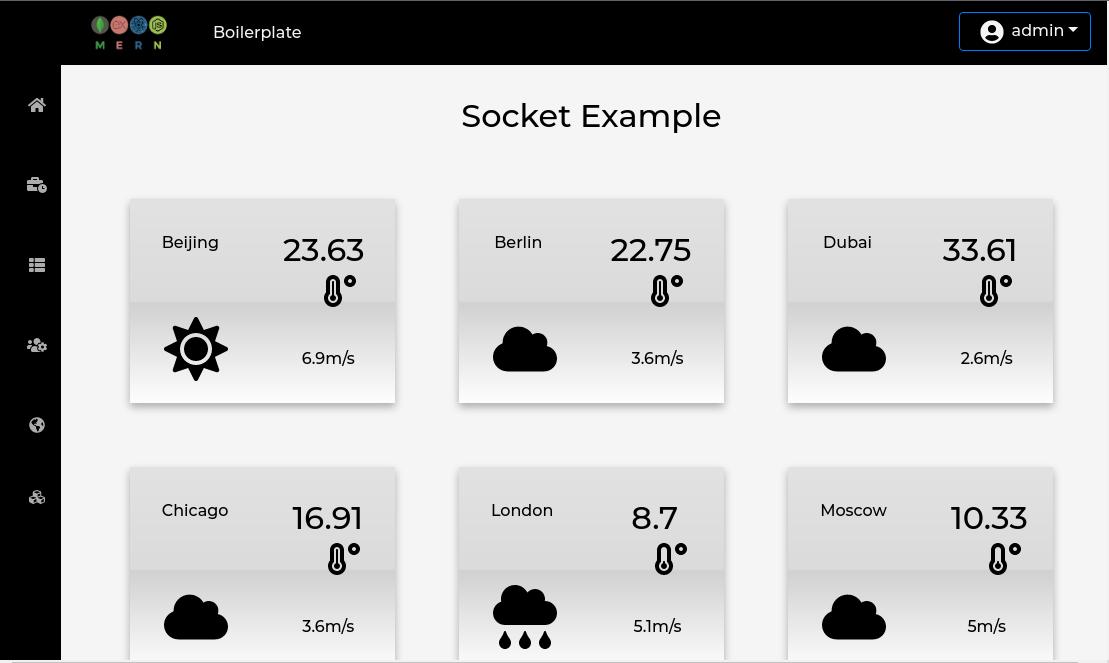 MERN
Boilerplate
admin
Socket Example
Beijing
23.63
6.9m/s
Berlin
22.75
3.6m/s
Dubai
33.61
2.6m/s
Chicago
16.91
3.6m/s
London
8.7
5.1m/s
Moscow
10.33
5m/s